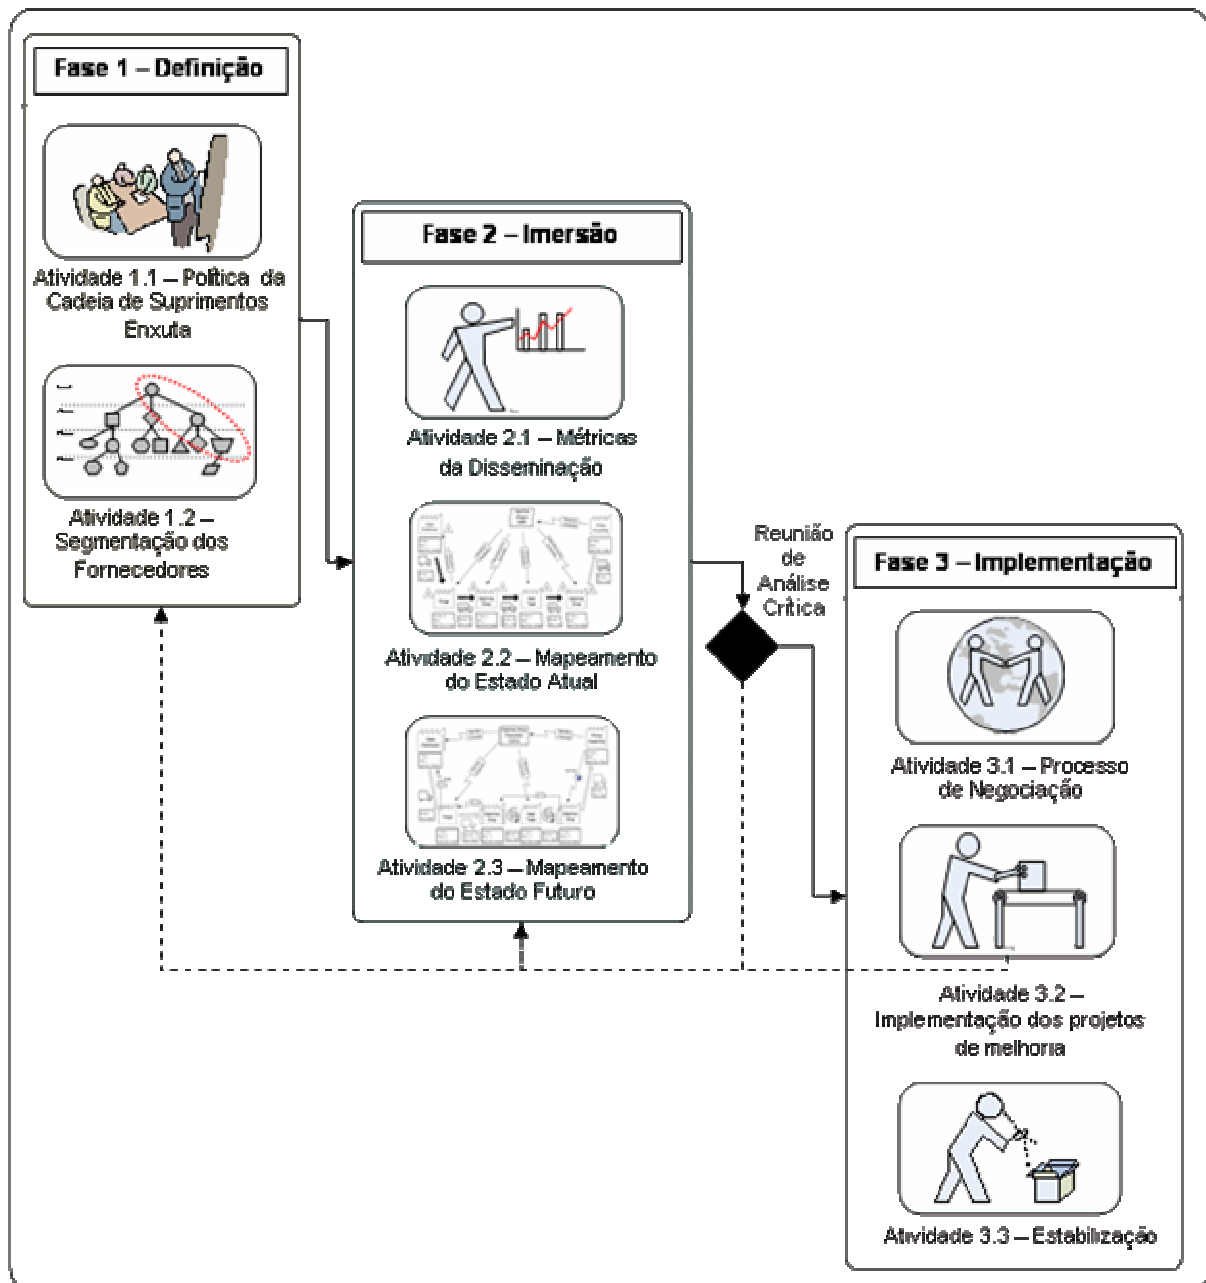 Fase 1 – Definição
Atividade 1.1 – Política da
Cadeia de Suprimentos
Enxuta
Atividade 1.2 –
Segmentação dos
Fornecedores
Fase 2 – Imersão
Atividade 2.1 – Métricas
da Disseminação
Atividade 2.2 – Mapeamento
do Estado Atual
Atividade 2.3 – Mapeamento
do Estado Futuro
Reunião
de
Análise
Crítica
Fase 3 – Implementação
Atividade 3.1 – Processo
de Negociação
Atividade 3.2 –
Implementação dos projetos
de melhoria
Atividade 3.3 – Estabilização